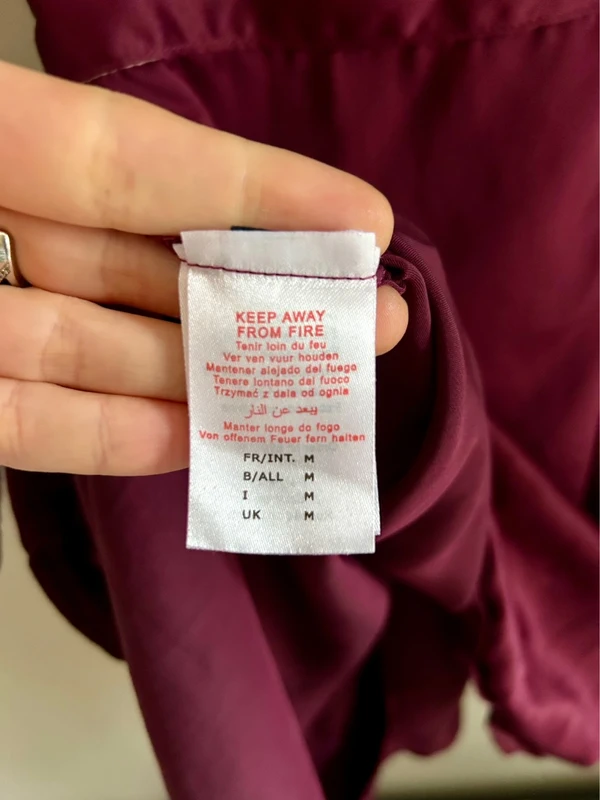 KEEP AWAY
FROM FIRE
Tenir loin du feu
Ver van vuur houden
Mantener alejado del fuego
Tenere lontano dal fuoco
Trzymać z dala od ognia
يبعد عن النار
Manter longe do fogo
Von offenem Feuer fern halten
FR/INT. M
B/ALL M
I M
UK M